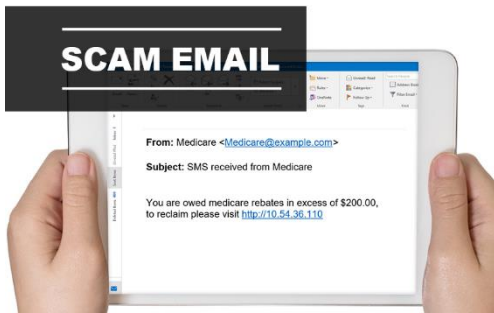 SCAM EMAIL
From: Medicare <Medicare@example.com>
Subject: SMS received from Medicare
You are owed medicare rebates in excess of $200.00,
to reclaim please visit http://10.54.36.110